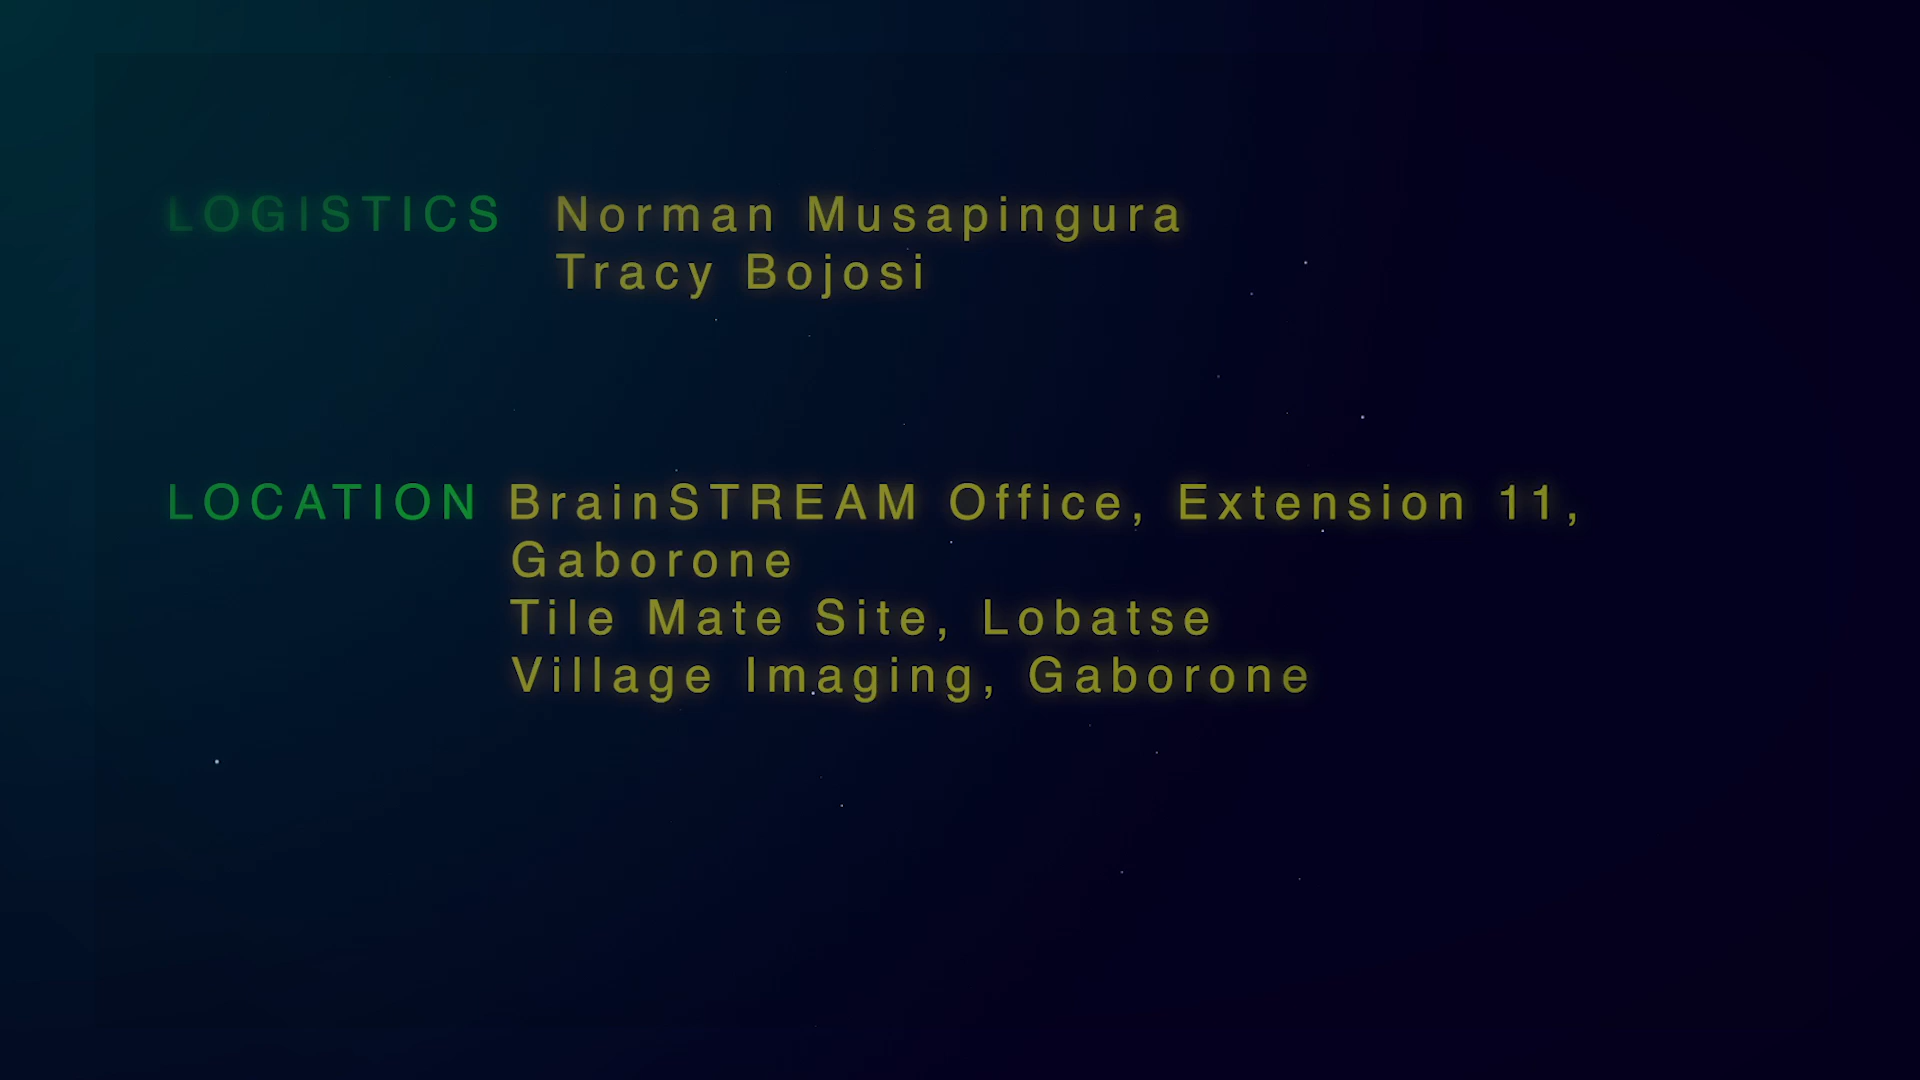 LOGISTICS Norman Musapingura
Tracy Bojosi
LOCATION BrainSTREAM Office, Extension 11,
Gaborone
Tile Mate Site, Lobatse
Village Imaging, Gaborone